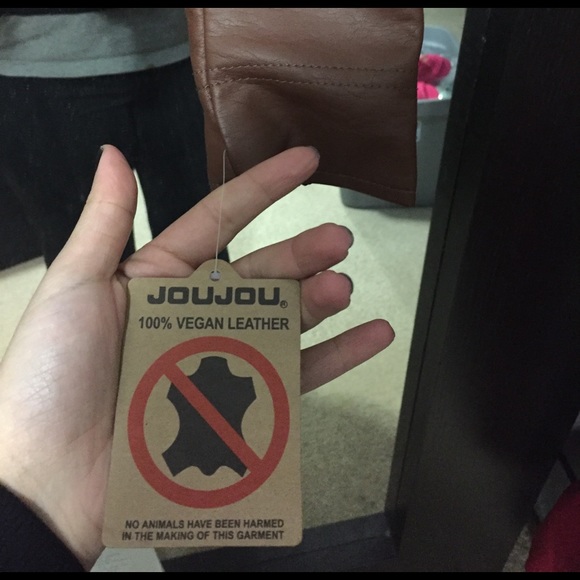 JOUJOU®
100% VEGAN LEATHER
NO ANIMALS HAVE BEEN HARMED
IN THE MAKING OF THIS GARMENT